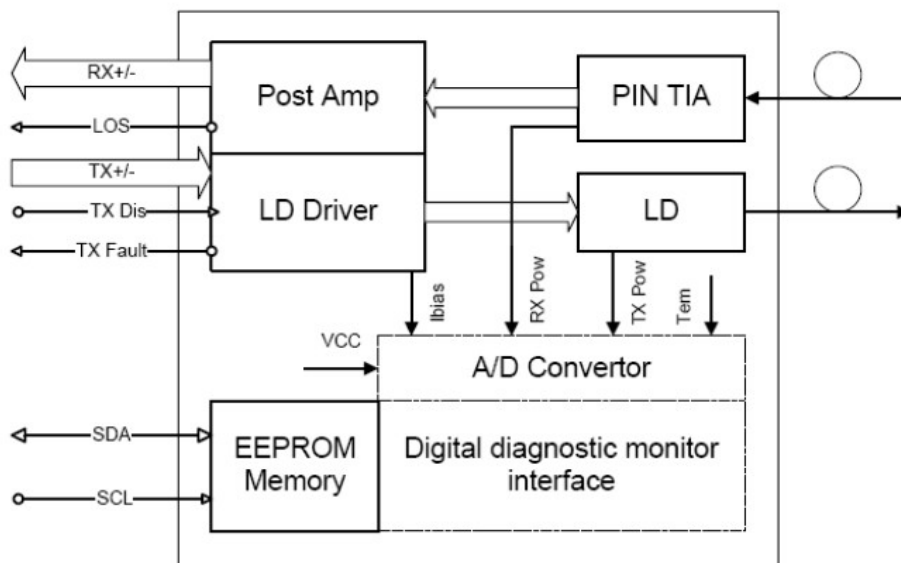 RX+/-
Post Amp
PIN TIA
LOS
TX+/-
LD Driver
LD
TX Dis
TX Fault
Ibias
RX Pow
TX Pow
Tem
VCC
A/D Convertor
SDA
EEPROM
Memory
Digital diagnostic monitor
interface
SCL